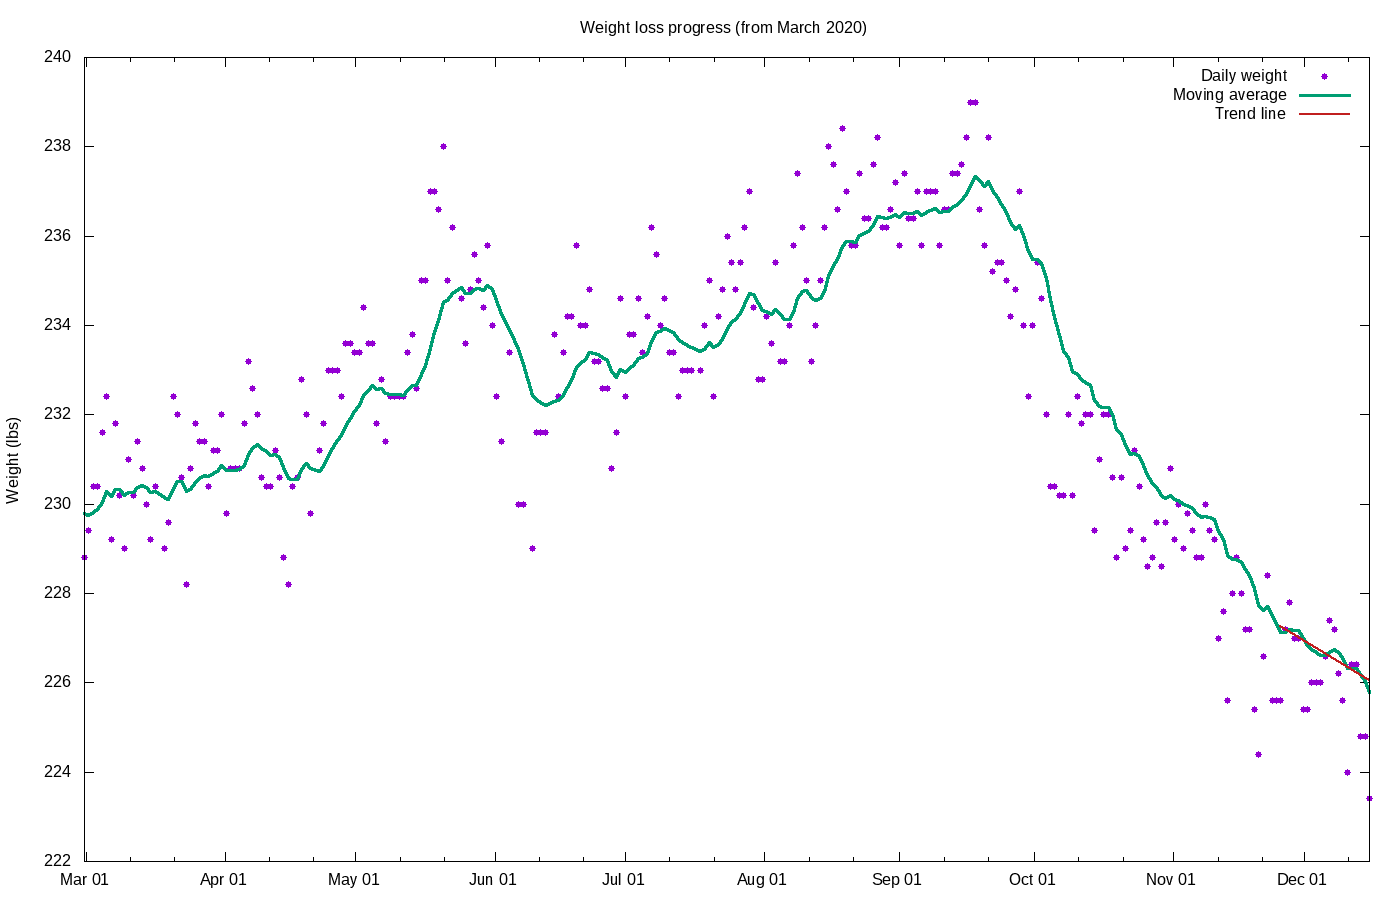 Weight loss progress (from March 2020)
Daily weight
Moving average
Trend line
Weight (lbs)
240
238
236
234
232
230
228
226
224
222
Mar 01 Apr 01 May 01 Jun 01 Jul 01 Aug 01 Sep 01 Oct 01 Nov 01 Dec 01